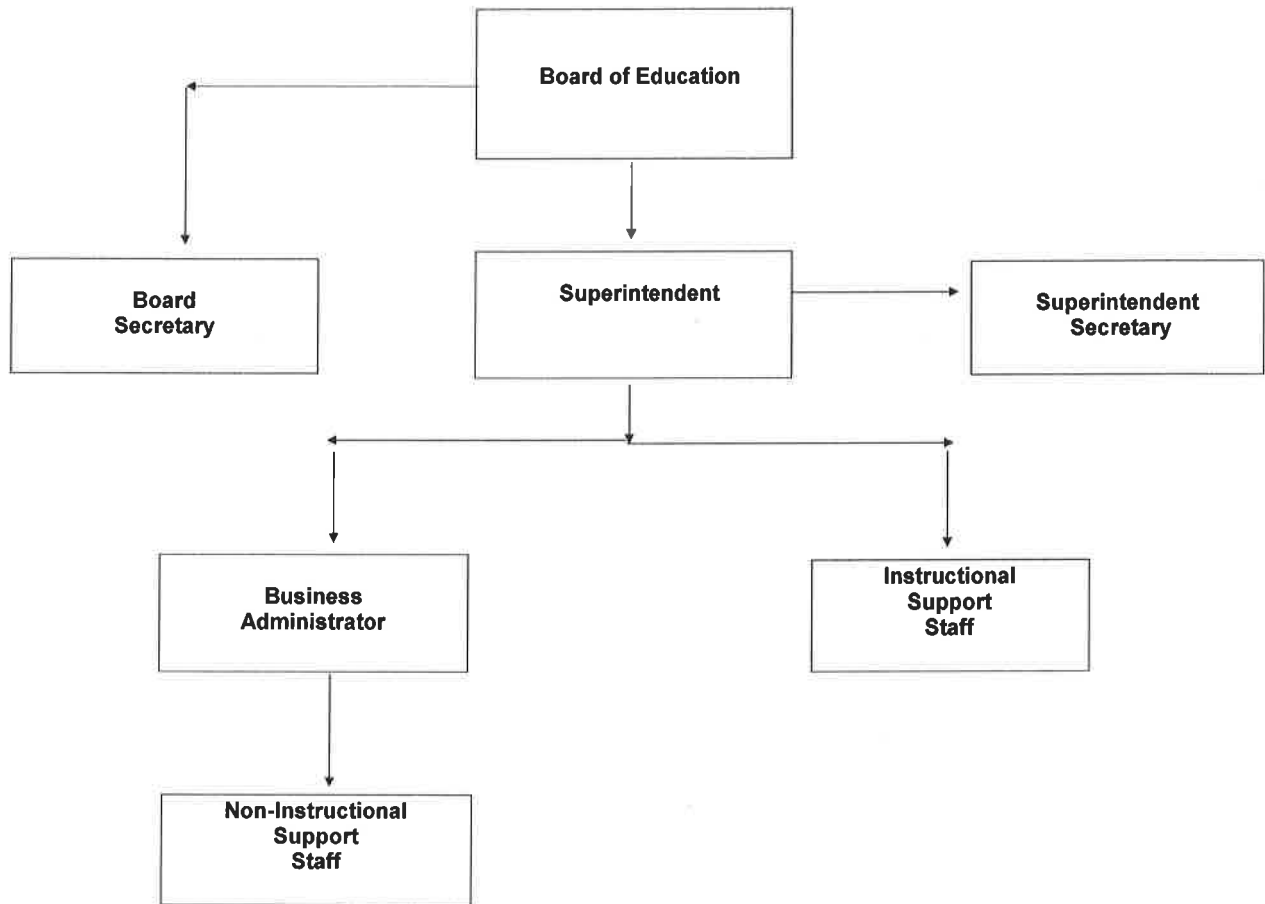 Board of Education
Board
Secretary
Superintendent
Superintendent
Secretary
Business
Administrator
Instructional
Support
Staff
Non-Instructional
Support
Staff